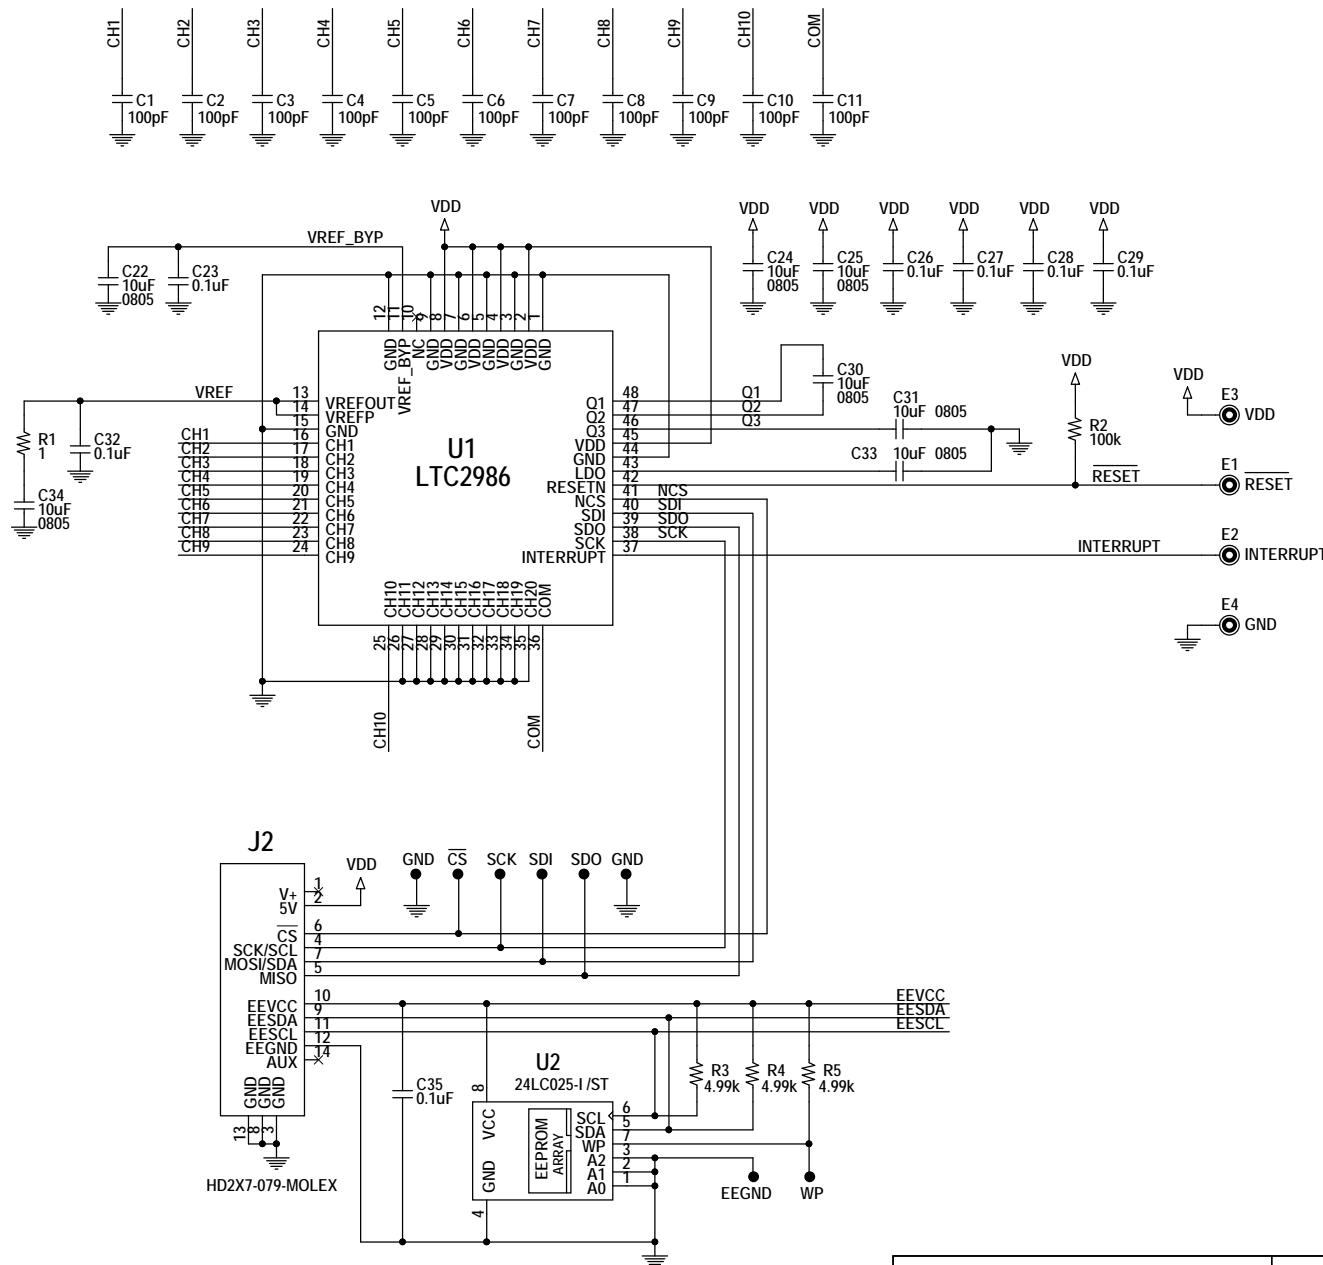 CH1 CH2 CH3 CH4 CH5 CH6 CH7 CH8 CH9 CH10 COM
C1 C2 C3 C4 C5 C6 C7 C8 C9 C10 C11
100pF 100pF 100pF 100pF 100pF 100pF 100pF 100pF 100pF 100pF 100pF
VDD
VREF_BYP
C22
10uF
0805
C23
0.1uF
VDD VDD VDD VDD VDD VDD
C24
10uF
0805
C25
10uF
0805
C26
0.1uF
C27
0.1uF
C28
0.1uF
C29
0.1uF
12 11 10 9 8 7 6 5 4 3 2 1
GND VREF_BYP NC GND VDD GND VDD GND VDD GND VDD GND
VREF
R1
1
C32
0.1uF
C34
10uF
0805
13 VREFOUT
14 VREFP
15 GND
CH1 16 CH1
CH2 17 CH2
CH3 18 CH3
CH4 19 CH4
CH5 20 CH5
CH6 21 CH6
CH7 22 CH7
CH8 23 CH8
CH9 24 CH9
U1
LTC2986
Q1 48 Q1
Q2 47 Q2
Q3 46 Q3
VDD 45
GND 44
LDO 43
RESETN 42
NCS 41 NCS
SDI 40 SDI
SDO 39 SDO
SCK 38 SCK
INTERRUPT 37
C30
10uF
0805
C31
10uF 0805
C33 10uF 0805
VDD
R2
100k
RESET
INTERRUPT
VDD
E3
VDD
E1
RESET
E2
INTERRUPT
E4
GND
CH10 CH11 CH12 CH13 CH14 CH15 CH16 CH17 CH18 CH19 CH20 COM
25 26 27 28 29 30 31 32 33 34 35 36
CH10
COM
J2
VDD
GND CS SCK SDI SDO GND
V+ 1
5V 2
CS 6
SCK/SCL 4
MOSI/SDA 7
MISO 5
EEVCC 10
EESDA 9
EESCL 11
EEGND 12
AUX 14
GND GND GND
13 8 3
HD2X7-079-MOLEX
EEVCC
EESDA
EESCL
C35
0.1uF
U2
24LC025-I /ST
8
VCC
GND
4
EEPROM
ARRAY
SCL 6
SDA 5
WP 7
A2 3
A1 2
A0 1
R3
4.99k
R4
4.99k
R5
4.99k
EEGND
WP